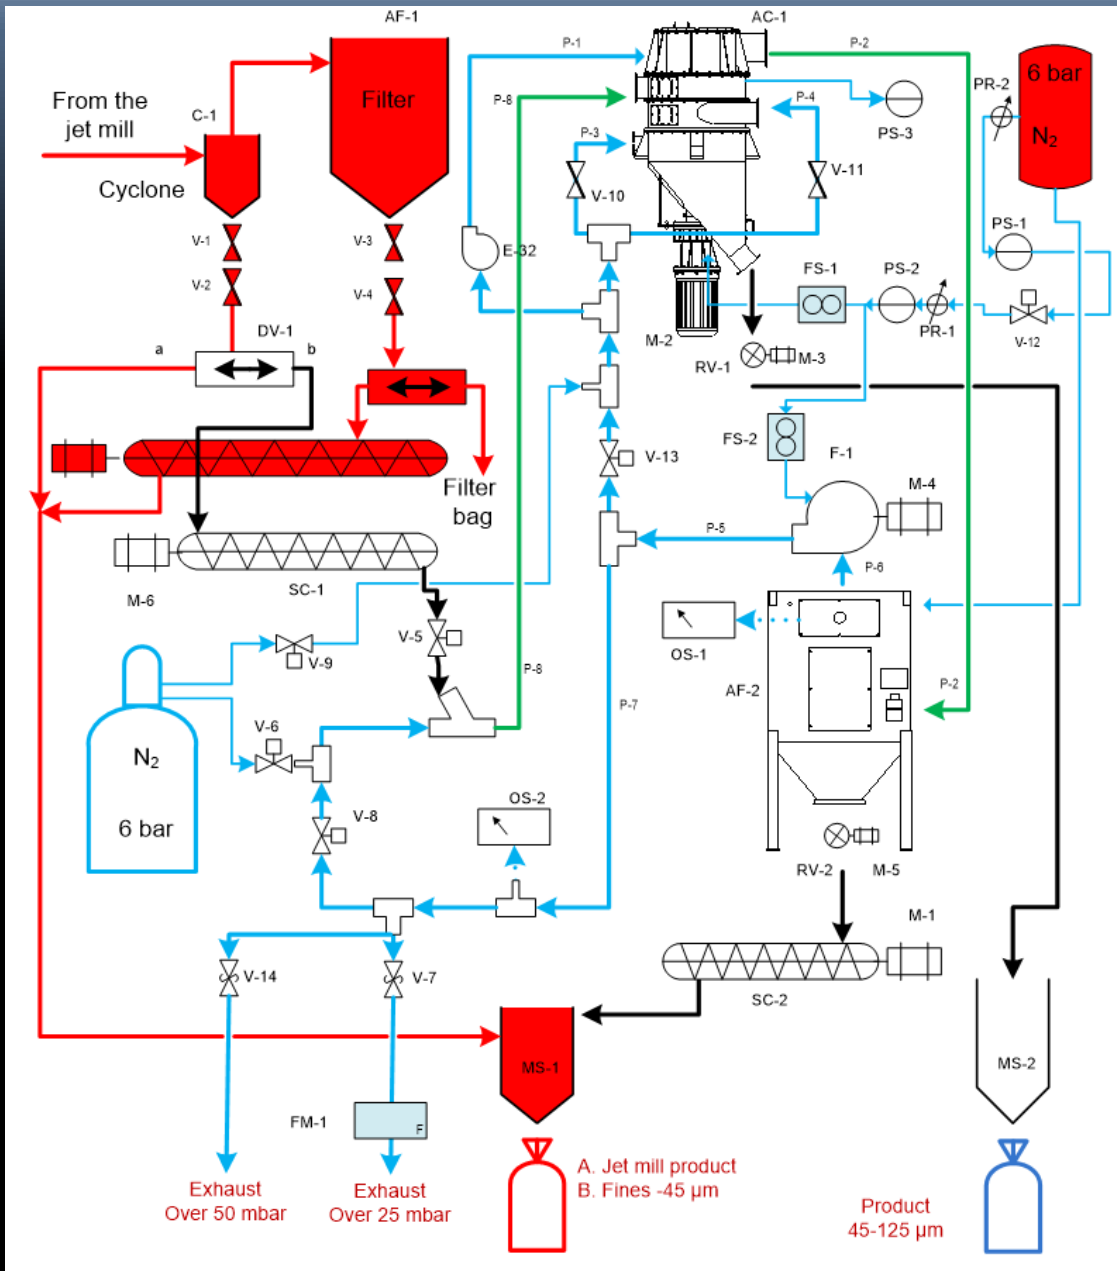 AF-1
AC-1
P-1
P-2
Filter
6 bar
N2
PR-2
From the
jet mill
C-1
P-8
P-4
PS-3
P-3
Cyclone
V-10
V-11
V-1
V-3
E-32
PS-1
V-2
V-4
FS-1
PS-2
DV-1
a
b
M-2
RV-1
M-3
PR-1
V-12
FS-2
F-1
V-13
M-4
Filter
bag
P-5
P-6
SC-1
M-6
V-5
OS-1
V-9
P-8
P-7
AF-2
P-2
V-6
N2
6 bar
V-8
OS-2
RV-2
M-5
M-1
V-14
V-7
SC-2
MS-1
MS-2
FM-1
F
A. Jet mill product
B. Fines -45 µm
Exhaust
Over 50 mbar
Exhaust
Over 25 mbar
Product
45-125 µm